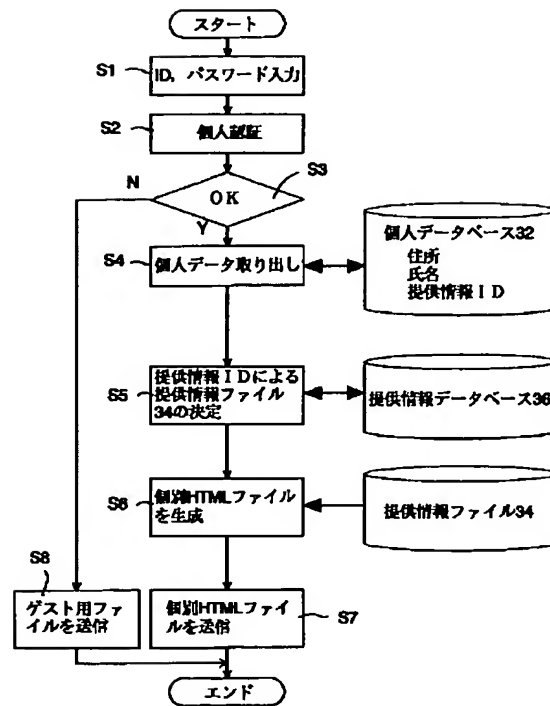 スタート
S1
ID，パスワード入力
S2
個人認証
S3
N
OK
Y
S4
個人データ取り出し
個人データベース32
住所
氏名
提供情報ID
S5
提供情報IDによる
提供情報ファイル
34の決定
提供情報データベース36
S6
個別HTMLファイル
を生成
提供情報ファイル34
S8
ゲスト用ファ
イルを送信
個別HTMLファイ
ルを送信
S7
エンド